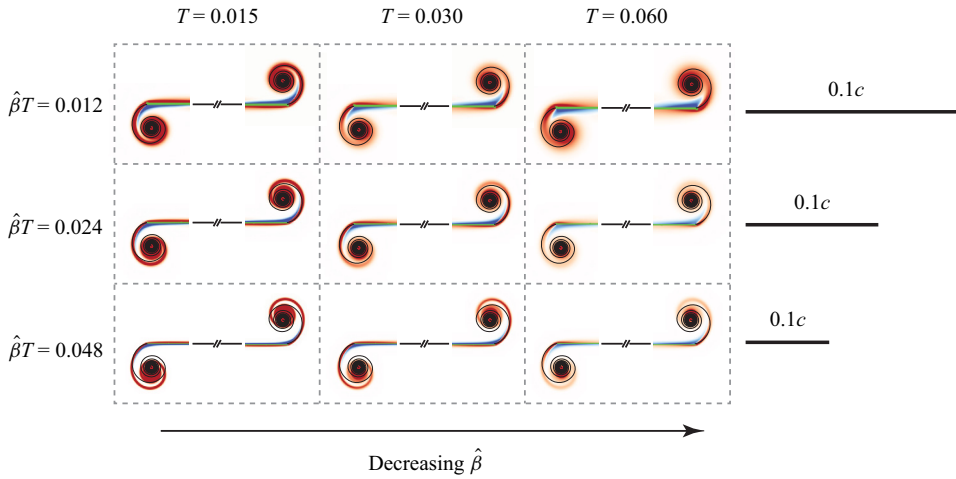 T = 0.015 T = 0.030 T = 0.060
β̂T = 0.012 0.1c
β̂T = 0.024 0.1c
β̂T = 0.048 0.1c
Decreasing β̂